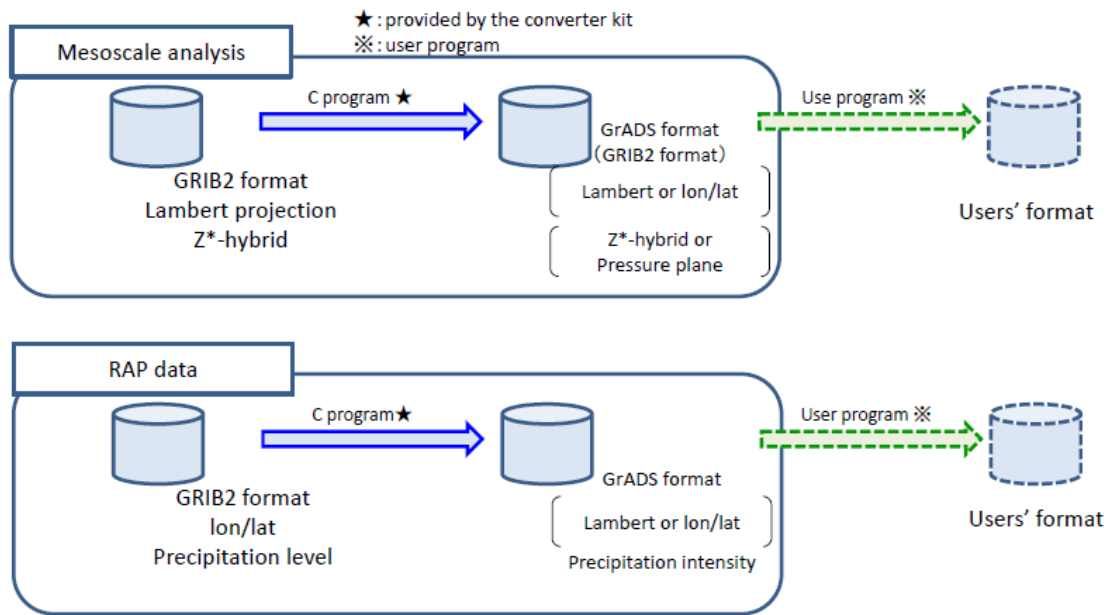 ★: provided by the converter kit
※: user program
Mesoscale analysis
C program ★
Use program ※
GrADS format
(GRIB2 format)
GRIB2 format
Lambert projection
Z*-hybrid
Lambert or lon/lat
Z*-hybrid or
Pressure plane
Users' format
RAP data
C program★
User program ※
GrADS format
GRIB2 format
lon/lat
Precipitation level
Lambert or lon/lat
Precipitation intensity
Users' format